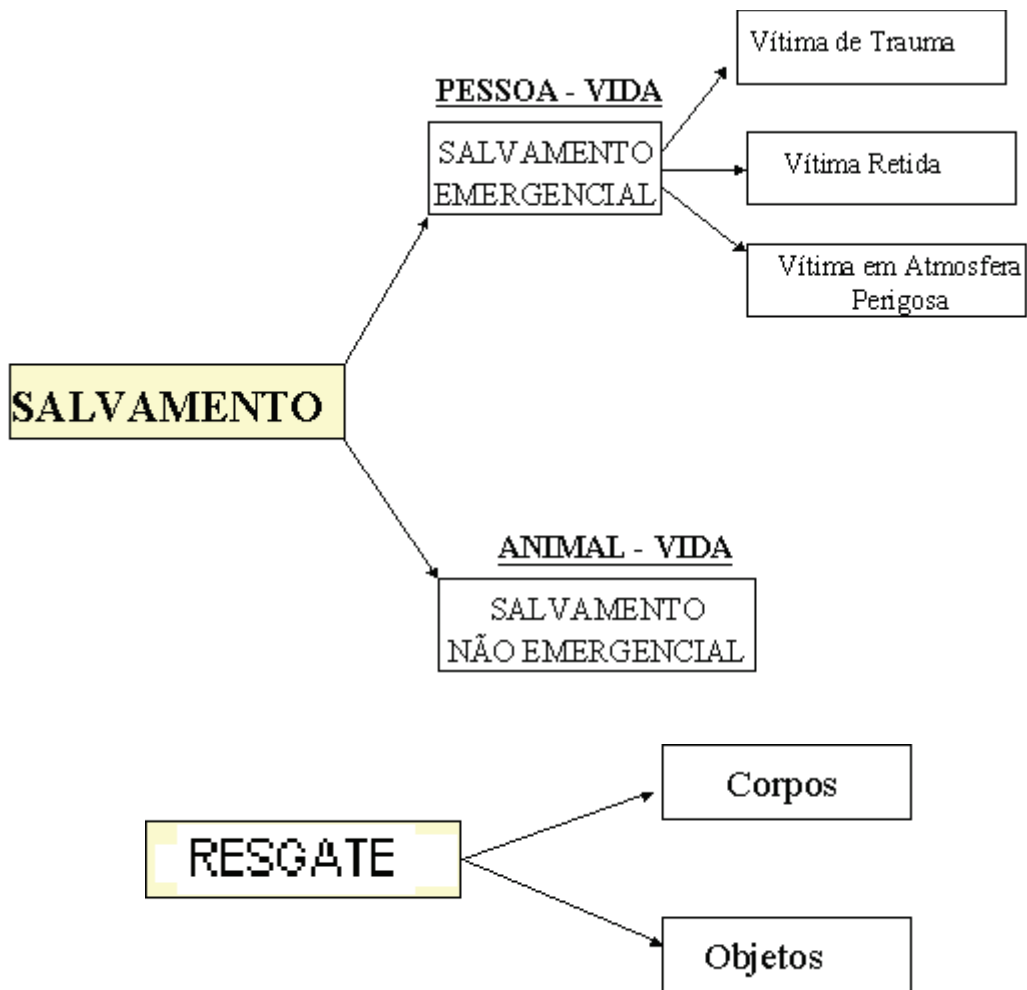 Vítima de Trauma
PESSOA - VIDA
SALVAMENTO
EMERGENCIAL
Vítima Retida
Vítima em Atmosfera
Perigosa
SALVAMENTO
ANIMAL - VIDA
SALVAMENTO
NÃO EMERGENCIAL
RESGATE
Corpos
Objetos